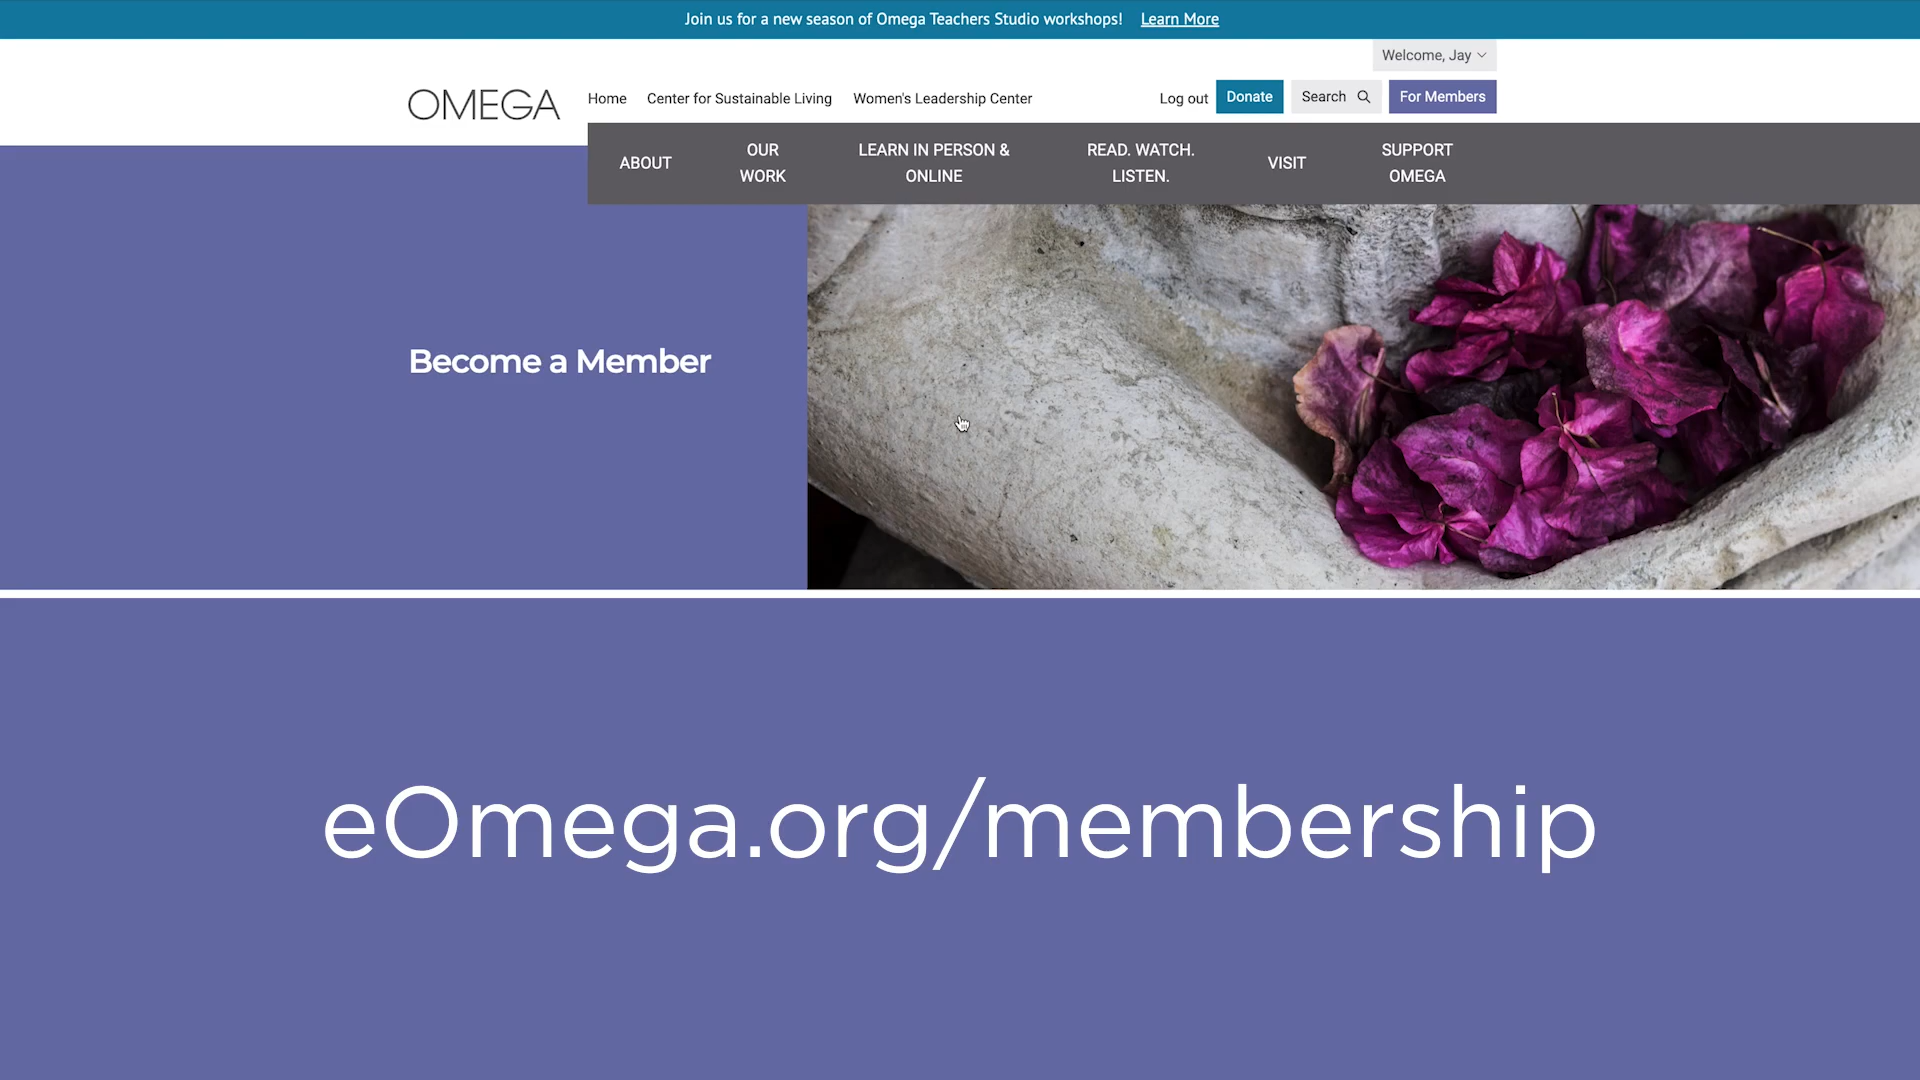 Join us for a new season of Omega Teachers Studio workshops! Learn More
Welcome, Jay
OMEGA
Home Center for Sustainable Living Women's Leadership Center Log out Donate Search For Members
ABOUT
OUR
WORK
LEARN IN PERSON &
ONLINE
READ. WATCH.
LISTEN.
VISIT
SUPPORT
OMEGA
Become a Member
eOmega.org/membership